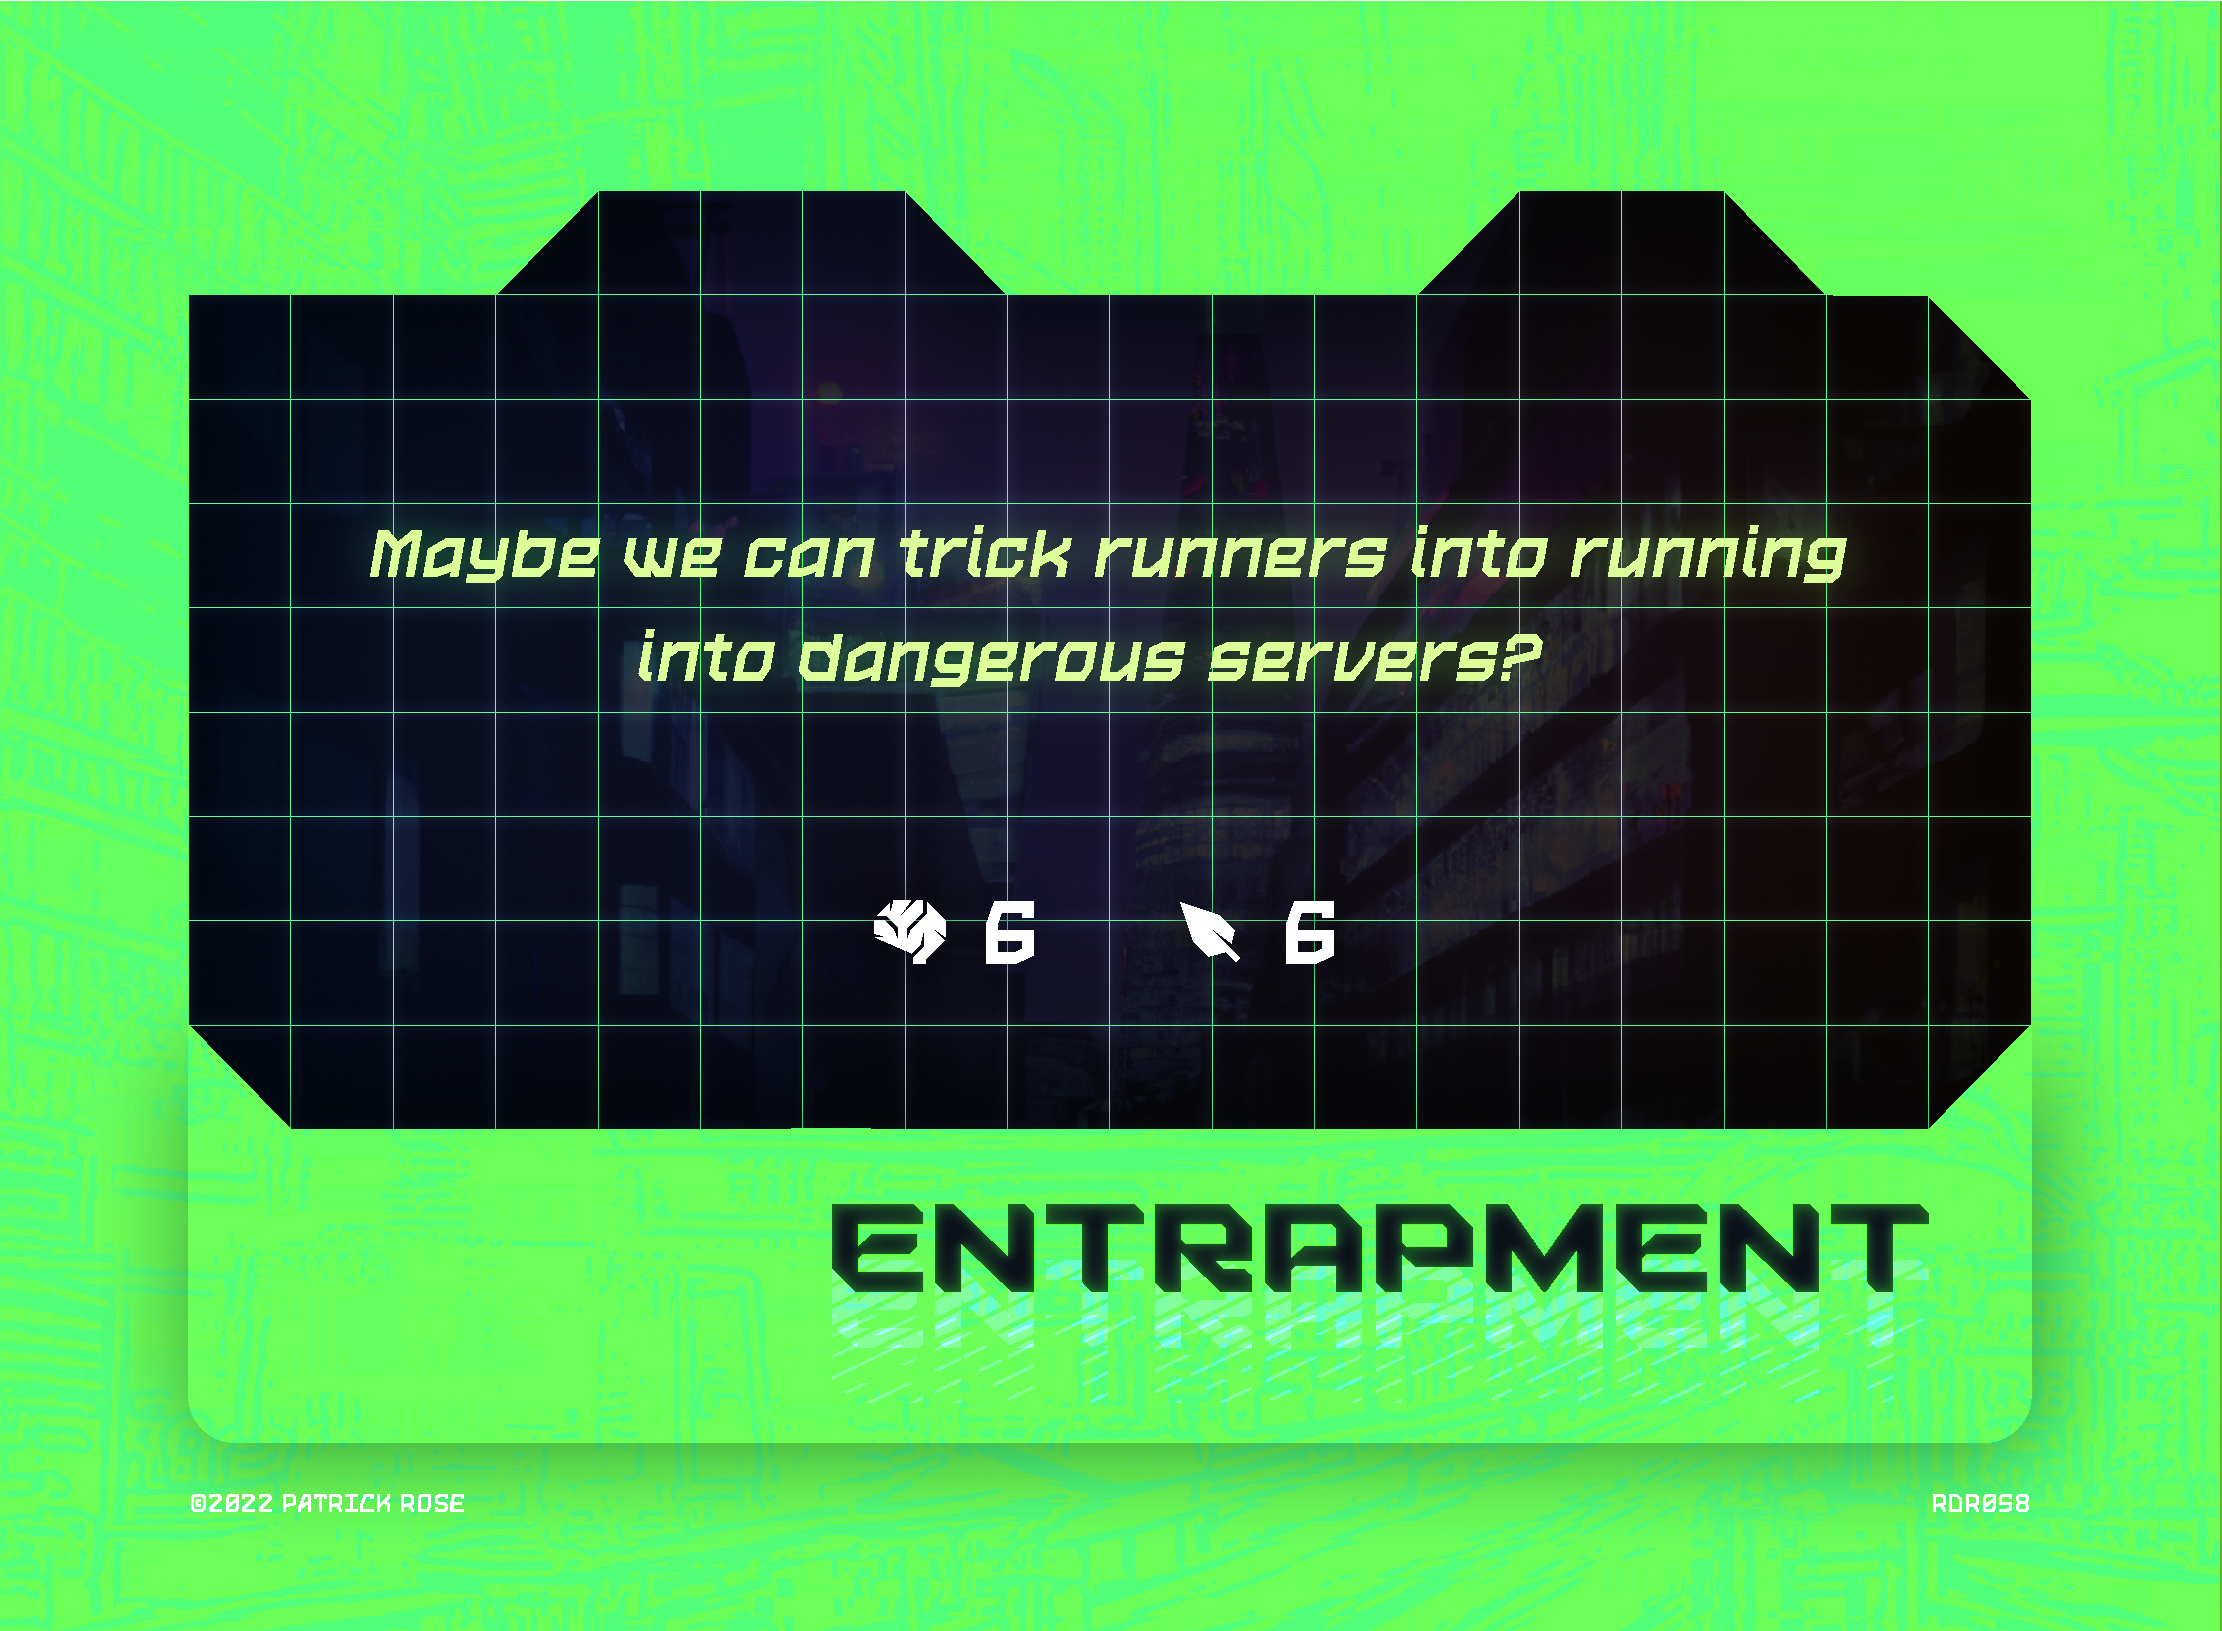 Maybe we can trick runners into running
into dangerous servers?
6 6
ENTRAPMENT
©2022 PATRICK ROSE
RDR058